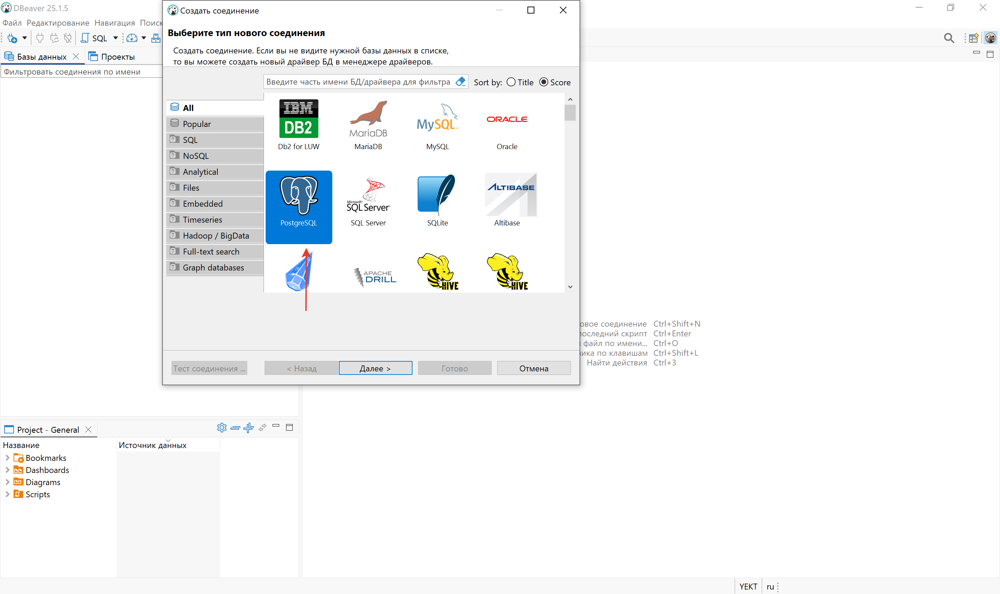 DBeaver 25.1.5
Файл Редактирование Навигация Поиск
SQL
Базы данных
Проекты
Фильтровать соединения по имени
Создать соединение
Выберите тип нового соединения
Создать соединение. Если вы не видите нужной базы данных в списке,
то вы можете создать новый драйвер БД в менеджере драйверов.
Введите часть имени БД/драйвера для фильтра
Sort by: Title Score
All
Popular
SQL
NoSQL
Analytical
Files
Embedded
Timeseries
Hadoop / BigData
Full-text search
Graph databases
IBM
DB2
MariaDB
MySQL™
ORACLE
Db2 for LUW
MariaDB
MySQL
Oracle
Microsoft®
SQL Server®
ALTIBASE
PostgreSQL
SQL Server
SQLite
Altibase
APACHE
DRILL
HIVE
HIVE
Тест соединения ...
< Назад
Далее >
Готово
Отмена
овое соединение Ctrl+Shift+N
последний скрипт Ctrl+Enter
файл по имени... Ctrl+O
ика по клавишам Ctrl+Shift+L
Найти действия Ctrl+3
Project - General
Название
Источник данных
Bookmarks
Dashboards
Diagrams
Scripts
YEKT
ru